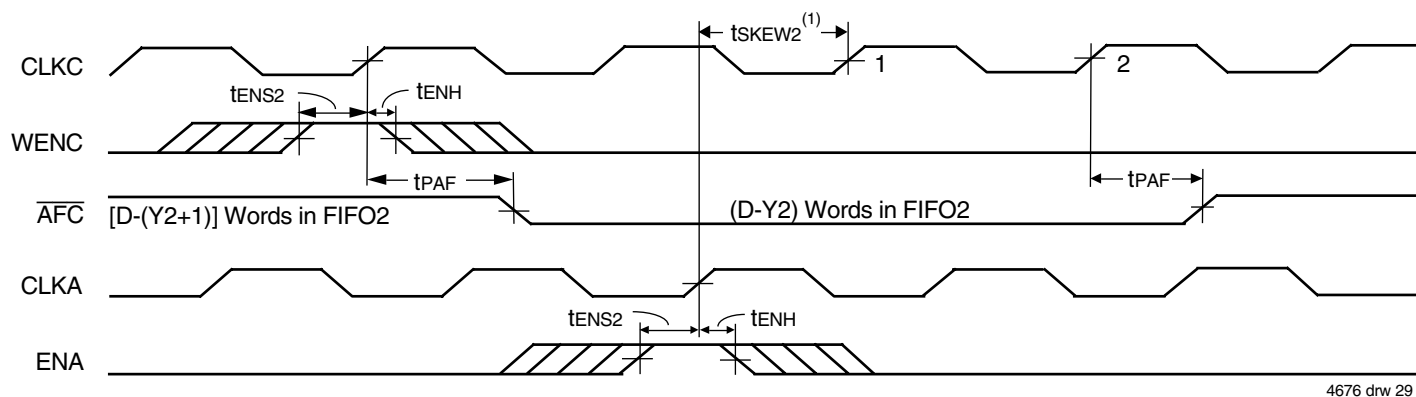 tSKEW2(1)
CLKC
1
2
tENS2
tENH
WENC
tPAF
tPAF
AFC
[D-(Y2+1)] Words in FIFO2
(D-Y2) Words in FIFO2
CLKA
tENS2
tENH
ENA
4676 drw 29